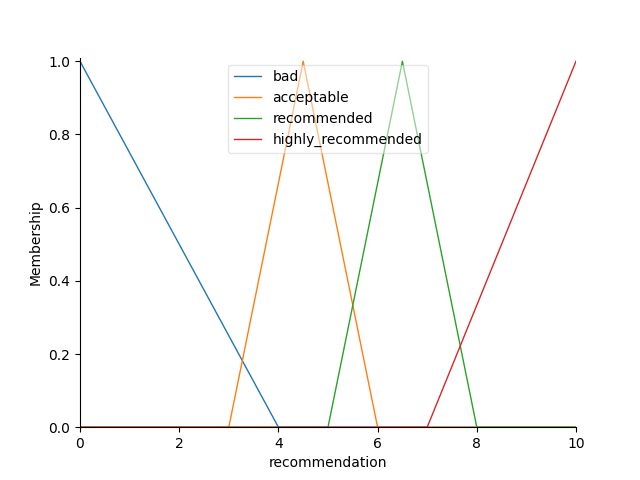 bad
acceptable
recommended
highly_recommended
1.0
0.8
0.6
0.4
0.2
0.0
Membership
0 2 4 6 8 10
recommendation